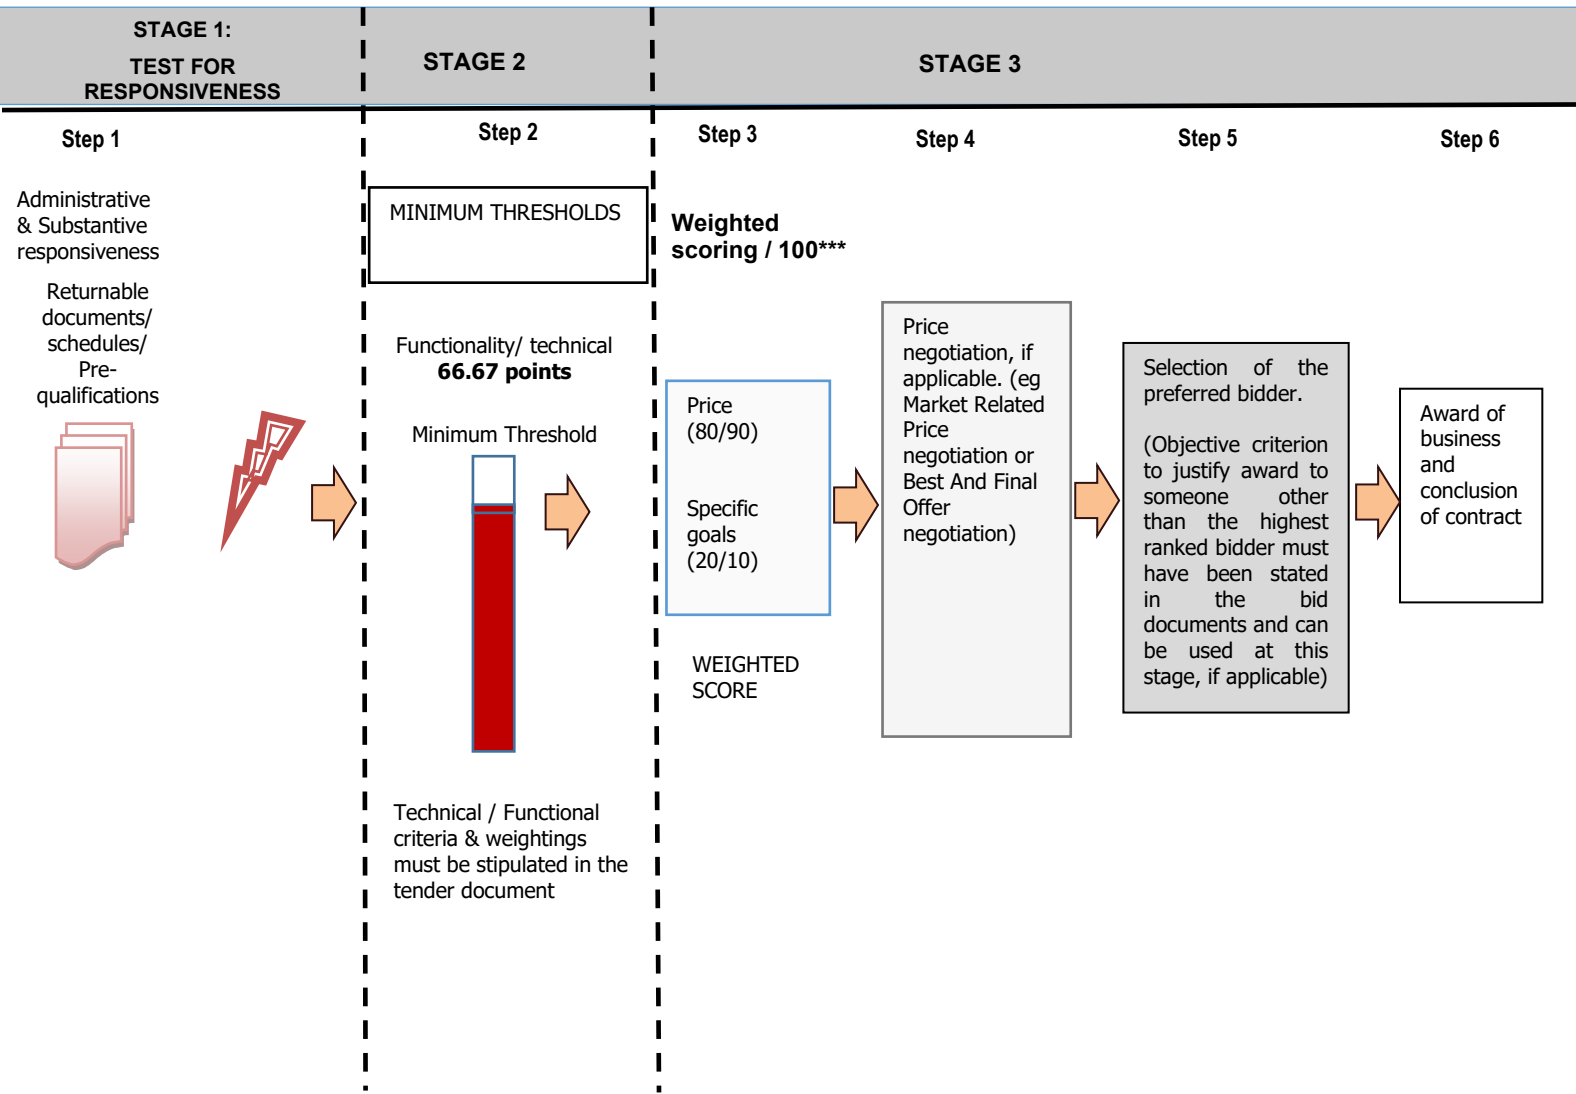 STAGE 1:
TEST FOR
RESPONSIVENESS
STAGE 2
STAGE 3
Step 1
Step 2
Step 3
Step 4
Step 5
Step 6
Administrative
& Substantive
responsiveness
Returnable
documents/
schedules/
Pre-
qualifications
MINIMUM THRESHOLDS
Functionality/ technical
66.67 points
Minimum Threshold
Technical / Functional
criteria & weightings
must be stipulated in the
tender document
Weighted
scoring / 100***
Price
(80/90)
Specific
goals
(20/10)
WEIGHTED
SCORE
Price
negotiation, if
applicable. (eg
Market Related
Price
negotiation or
Best And Final
Offer
negotiation)
Selection of the
preferred bidder.
(Objective criterion
to justify award to
someone other
than the highest
ranked bidder must
have been stated
in the bid
documents and can
be used at this
stage, if applicable)
Award of
business
and
conclusion
of contract